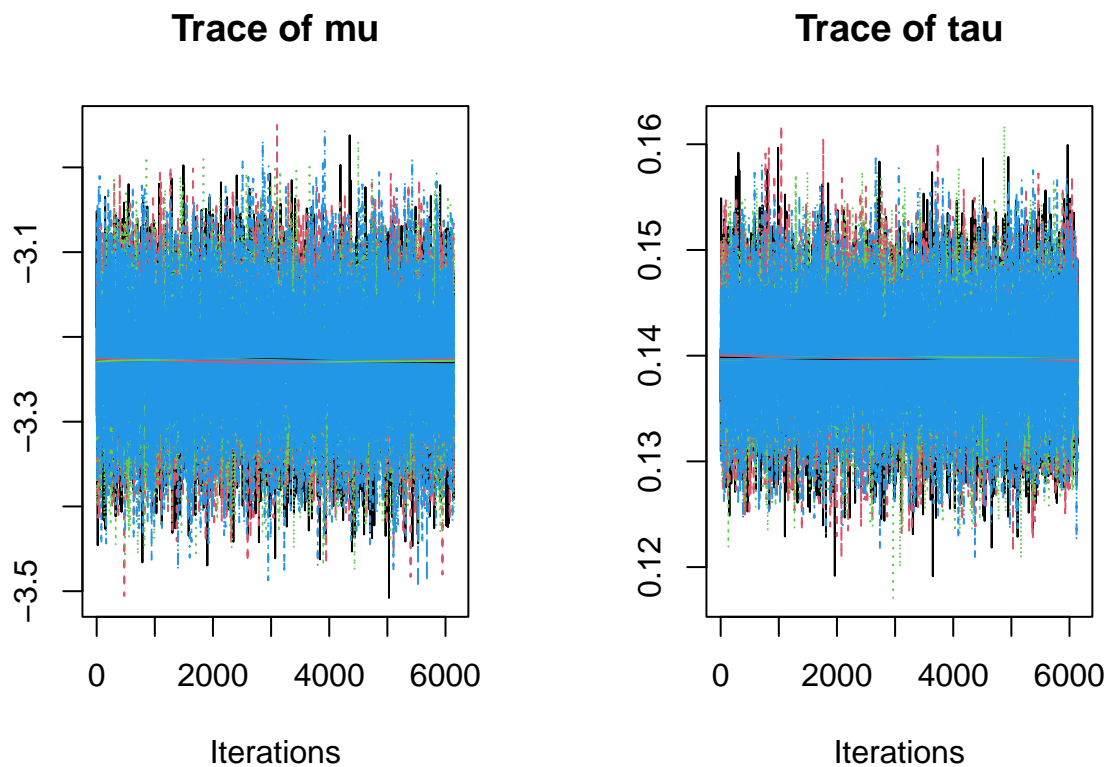 Trace of mu
−3.1
−3.3
−3.5
0 2000 4000 6000
Iterations
Trace of tau
0.16
0.15
0.14
0.13
0.12
0 2000 4000 6000
Iterations